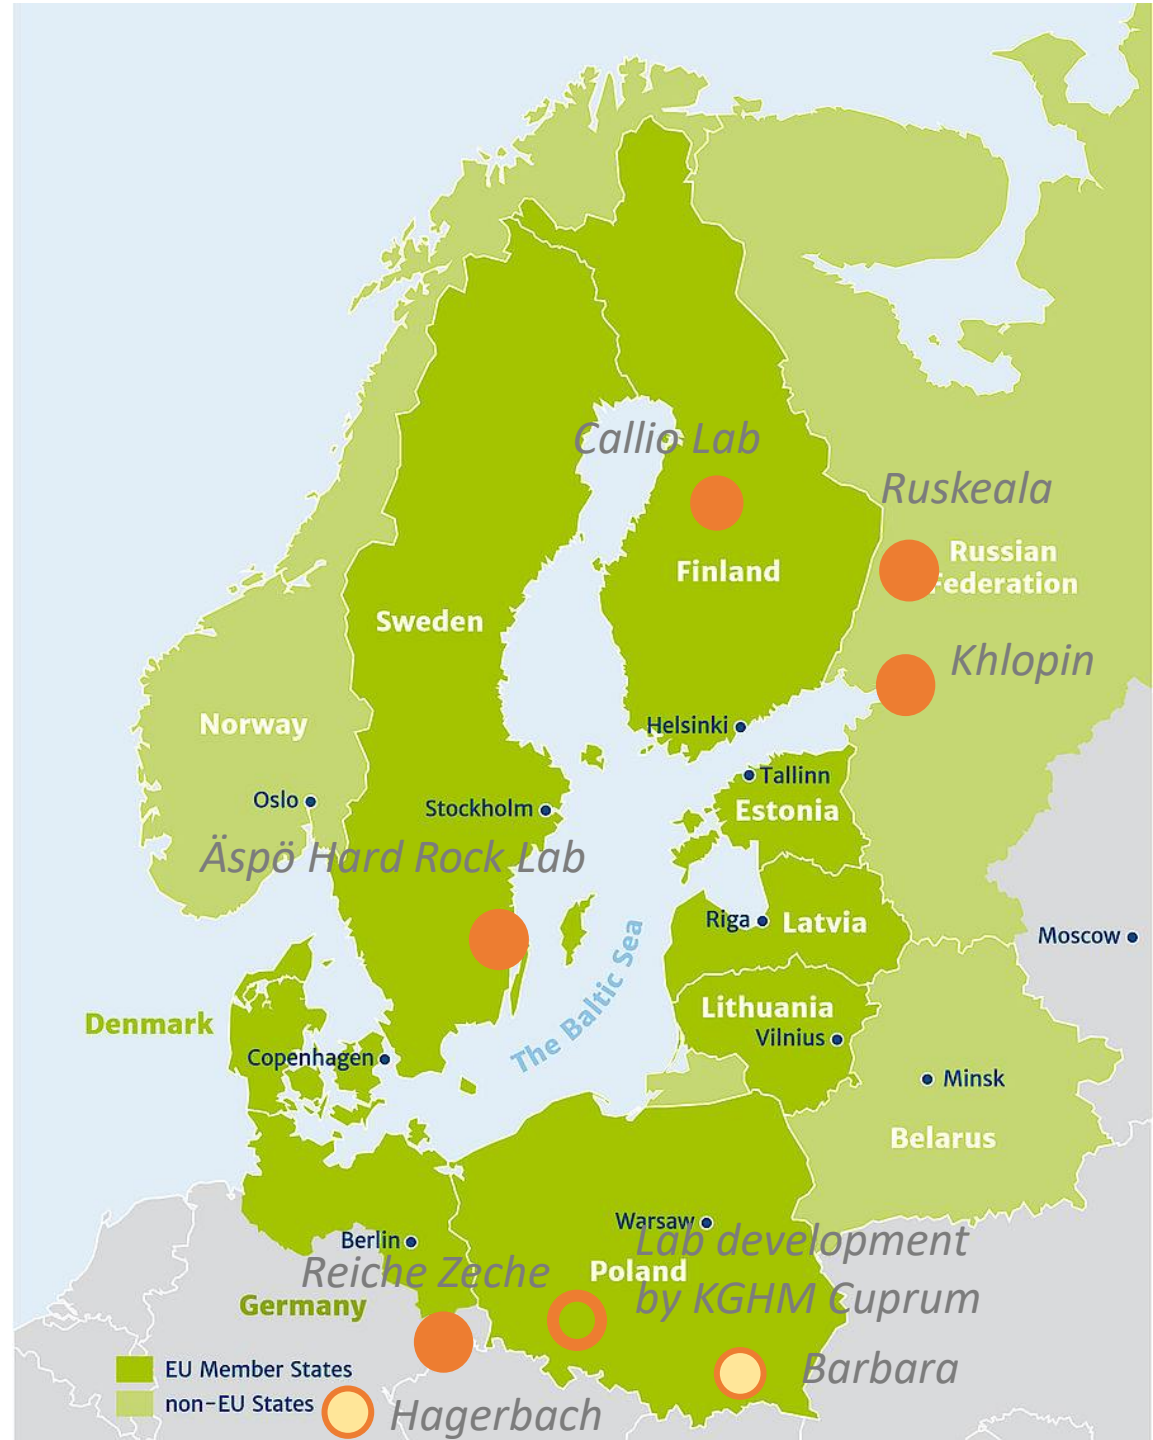 Callio Lab
Ruskeala
Finland
Russian
Federation
Sweden
Khlopin
Norway
Helsinki
Tallinn
Oslo
Stockholm
Estonia
Äspö Hard Rock Lab
Riga
Latvia
Moscow
The Baltic Sea
Lithuania
Denmark
Vilnius
Copenhagen
Minsk
Belarus
Warsaw
Berlin
Lab development
by KGHM Cuprum
Poland
Reiche Zeche
Germany
EU Member States
Barbara
non-EU States
Hagerbach